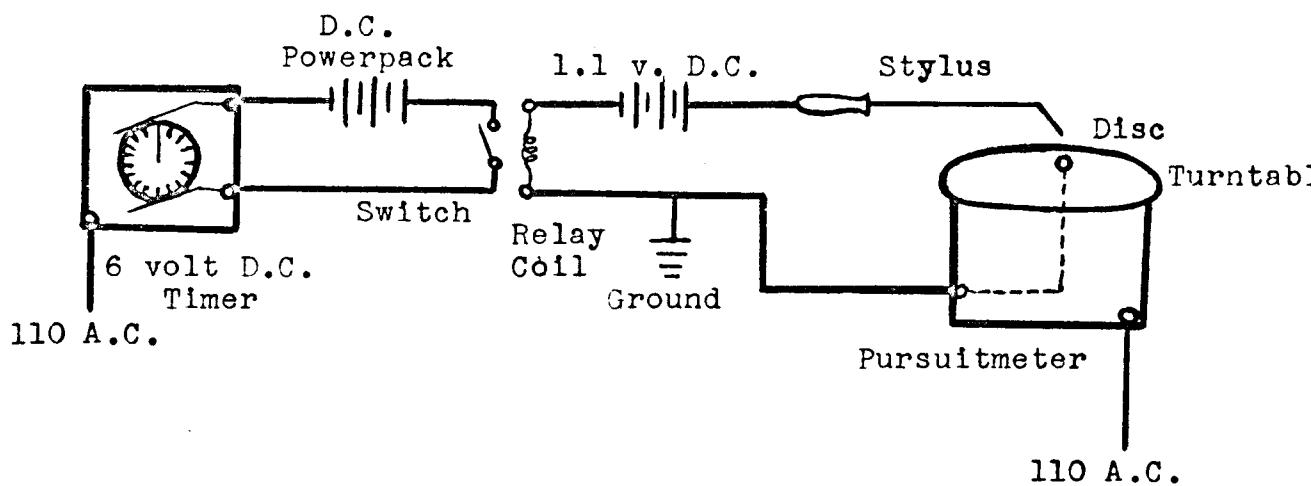 D.C.
Powerpack
1.1 v. D.C.
Stylus
Disc
Turntabl
Switch
Relay
Coil
6 volt D.C.
Timer
Ground
110 A.C.
Pursuitmeter
110 A.C.